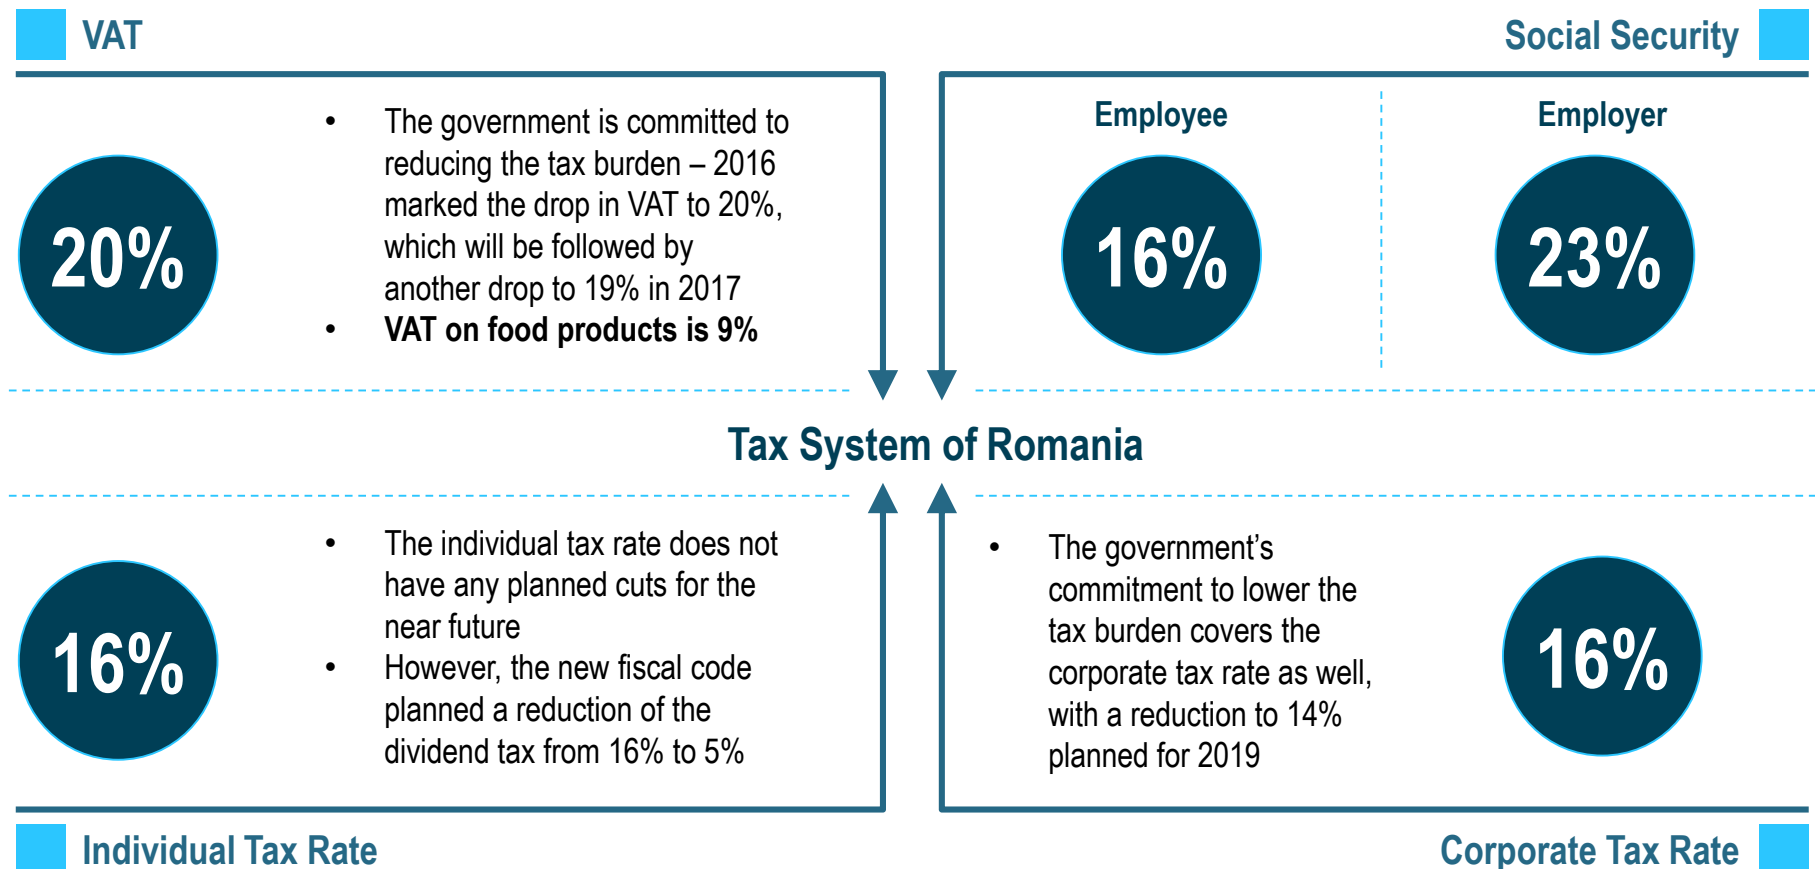 VAT
Social Security
20%
• The government is committed to
reducing the tax burden – 2016
marked the drop in VAT to 20%,
which will be followed by
another drop to 19% in 2017
• VAT on food products is 9%
Employee
16%
Employer
23%
Tax System of Romania
16%
• The individual tax rate does not
have any planned cuts for the
near future
• However, the new fiscal code
planned a reduction of the
dividend tax from 16% to 5%
• The government’s
commitment to lower the
tax burden covers the
corporate tax rate as well,
with a reduction to 14%
planned for 2019
16%
Individual Tax Rate
Corporate Tax Rate